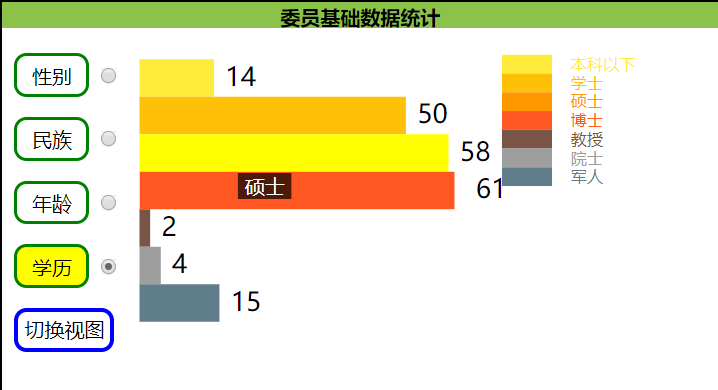 委员基础数据统计
性别
民族
年龄
学历
切换视图
14
50
58
硕士
61
2
4
15
本科以下
学士
硕士
博士
教授
院士
军人